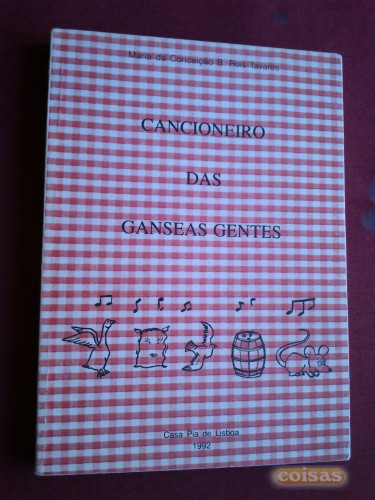 Maria da Conceição B. Reis Tavares
CANCIONEIRO
DAS
GANSEAS GENTES
Casa Pia de Lisboa
1992
coisas